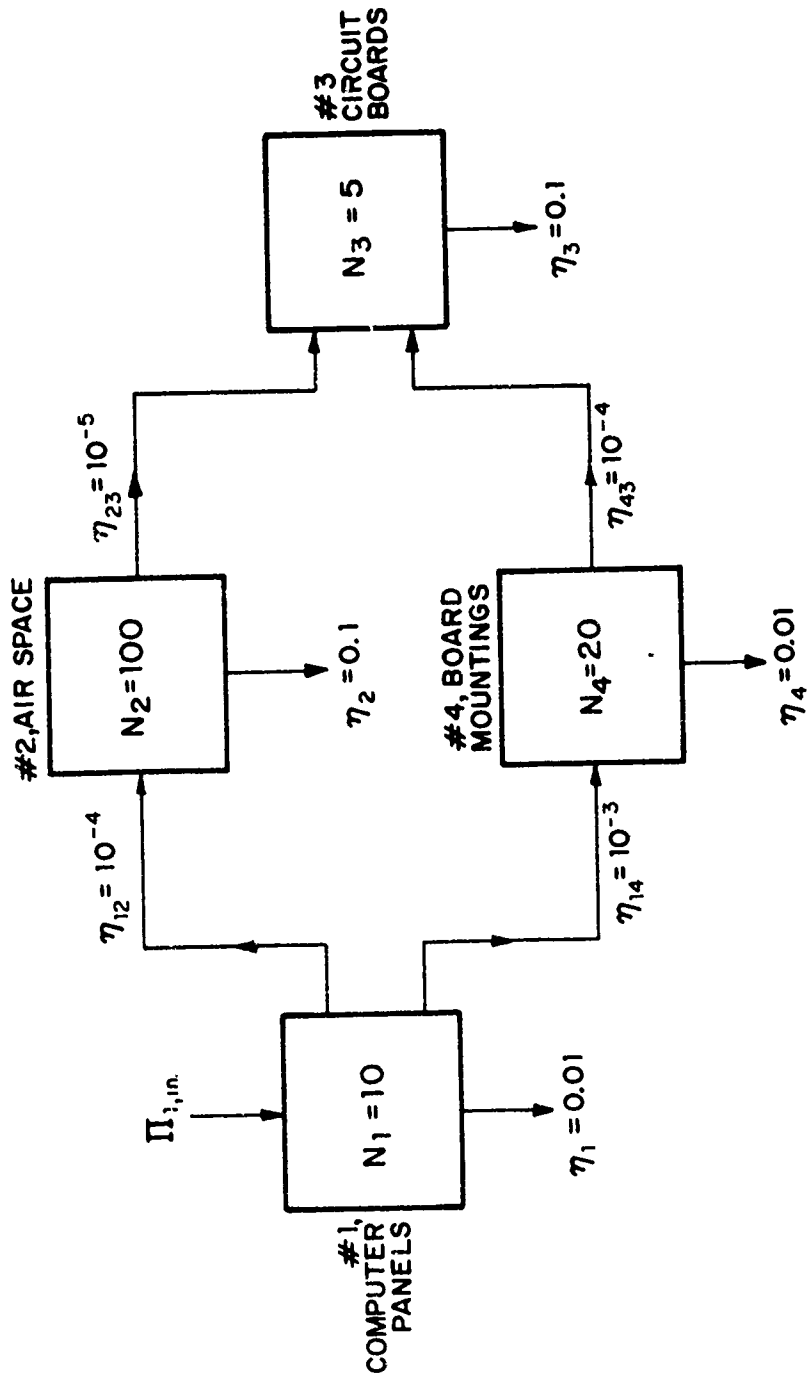 #1,
COMPUTER
PANELS
Π₁,in.
N₁ = 10
η₁ = 0.01
η₁₂ = 10⁻⁴
η₁₄ = 10⁻³
#2,AIR SPACE
N₂=100
η₂ = 0.1
#4, BOARD
MOUNTINGS
N₄=20
η₄ = 0.01
η₂₃ = 10⁻⁵
η₄₃ = 10⁻⁴
#3
CIRCUIT
BOARDS
N₃ = 5
η₃ = 0.1